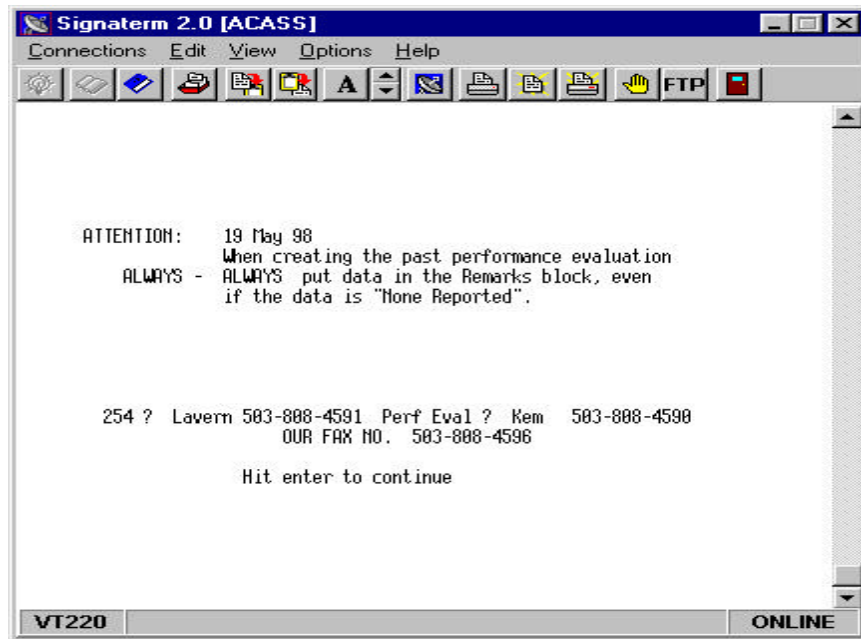 Signaterm 2.0 [ACASS]
Connections Edit View Options Help
A FTP
ATTENTION: 19 May 98
When creating the past performance evaluation
ALWAYS - ALWAYS put data in the Remarks block, even
if the data is "None Reported".
254 ? Lavern 503-808-4591 Perf Eval ? Kem 503-808-4590
OUR FAX NO. 503-808-4596
Hit enter to continue
VT220 ONLINE